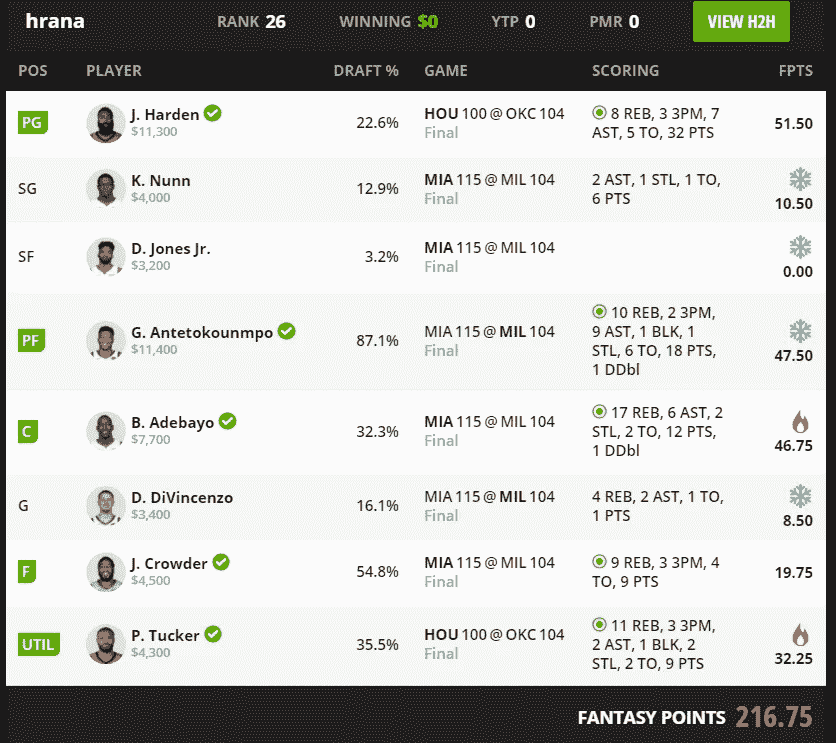 hrana RANK 26 WINNING $0 YTP 0 PMR 0 VIEW H2H
POS PLAYER DRAFT % GAME SCORING FPTS
PG J. Harden $11,300 22.6% HOU 100 @ OKC 104 Final 8 REB, 3 3PM, 7
AST, 5 TO, 32 PTS 51.50
SG K. Nunn $4,000 12.9% MIA 115 @ MIL 104 Final 2 AST, 1 STL, 1 TO,
6 PTS 10.50
SF D. Jones Jr. $3,200 3.2% MIA 115 @ MIL 104 Final 0.00
PF G. Antetokounmpo $11,400 87.1% MIA 115 @ MIL 104 Final 10 REB, 2 3PM,
9 AST, 1 BLK, 1
STL, 6 TO, 18 PTS,
1 DDbl 47.50
C B. Adebayo $7,700 32.3% MIA 115 @ MIL 104 Final 17 REB, 6 AST, 2
STL, 2 TO, 12 PTS,
1 DDbl 46.75
G D. DiVincenzo $3,400 16.1% MIA 115 @ MIL 104 Final 4 REB, 2 AST, 1 TO,
1 PTS 8.50
F J. Crowder $4,500 54.8% MIA 115 @ MIL 104 Final 9 REB, 3 3PM, 4
TO, 9 PTS 19.75
UTIL P. Tucker $4,300 35.5% HOU 100 @ OKC 104 Final 11 REB, 3 3PM,
2 AST, 1 BLK, 2
STL, 2 TO, 9 PTS 32.25
FANTASY POINTS 216.75